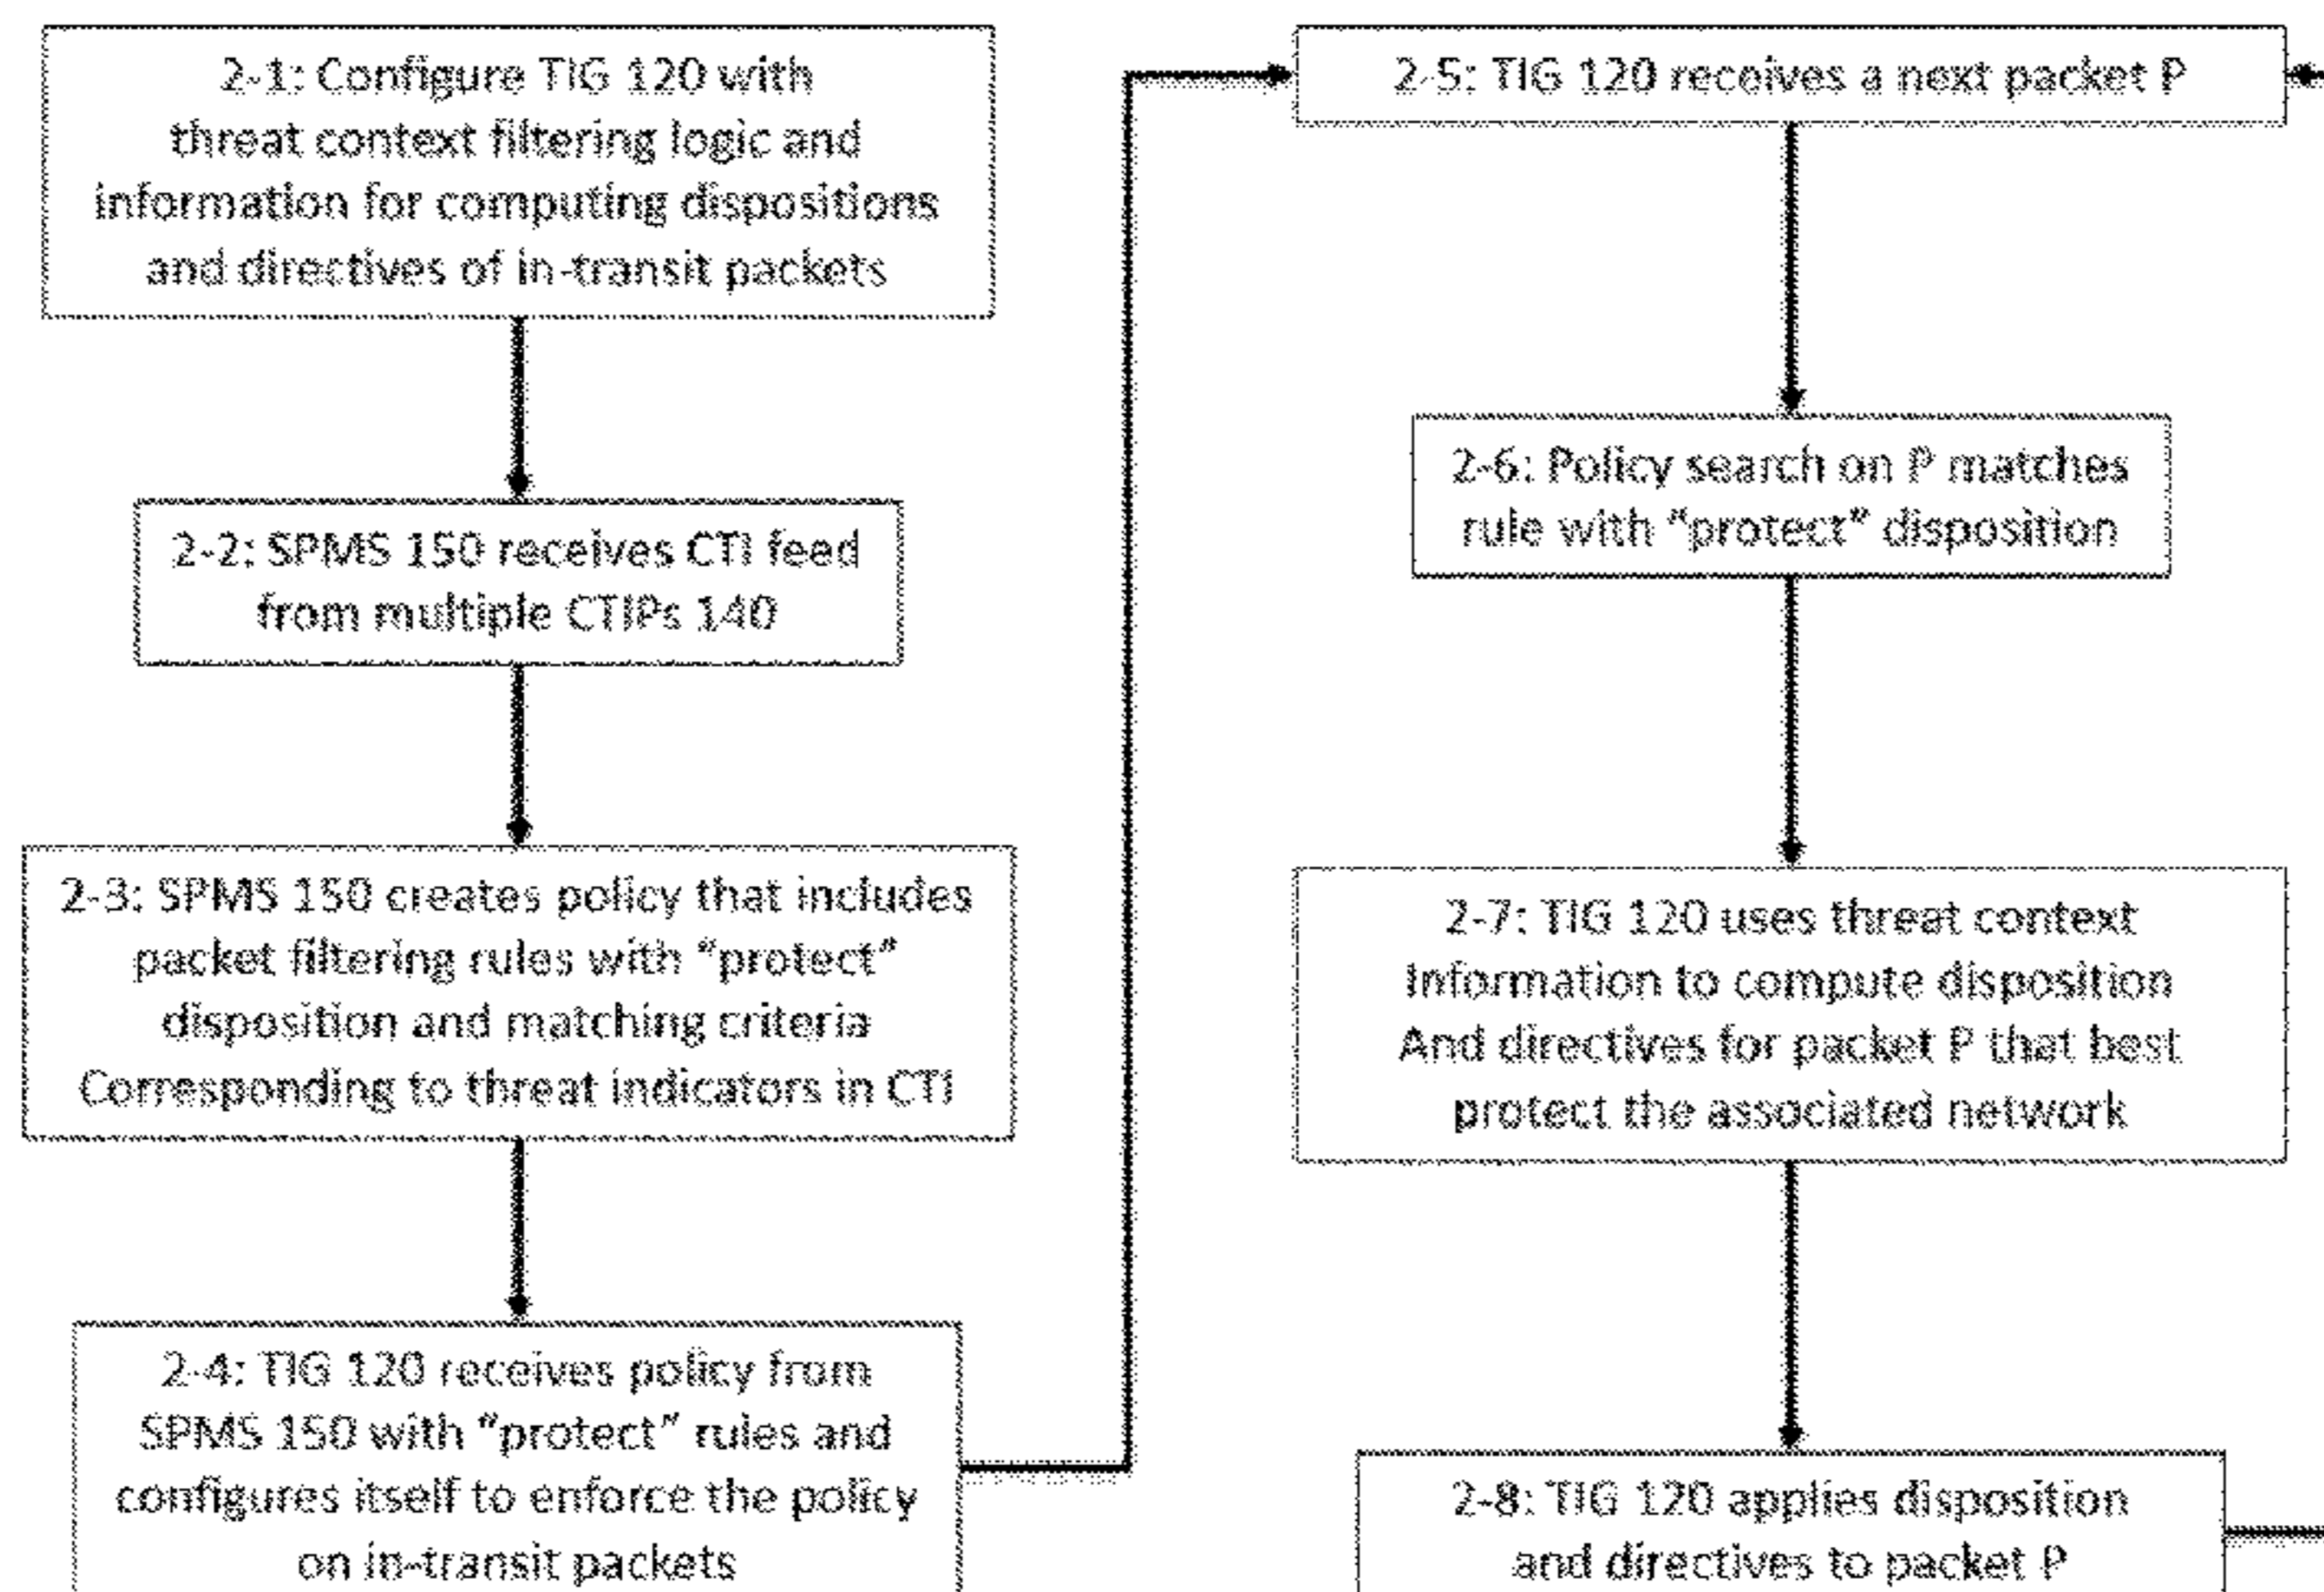 2-1: Configure TIG 120 with
threat context filtering logic and
information for computing dispositions
and directives of in-transit packets
2-2: SPMS 150 receives CTI feed
from multiple CTIPs 140
2-3: SPMS 150 creates policy that includes
packet filtering rules with “protect”
disposition and matching criteria
Corresponding to threat indicators in CTI
2-4: TIG 120 receives policy from
SPMS 150 with “protect” rules and
configures itself to enforce the policy
on in-transit packets
2-5: TIG 120 receives a next packet P
2-6: Policy search on P matches
rule with “protect” disposition
2-7: TIG 120 uses threat context
Information to compute disposition
And directives for packet P that best
protect the associated network
2-8: TIG 120 applies disposition
and directives to packet P